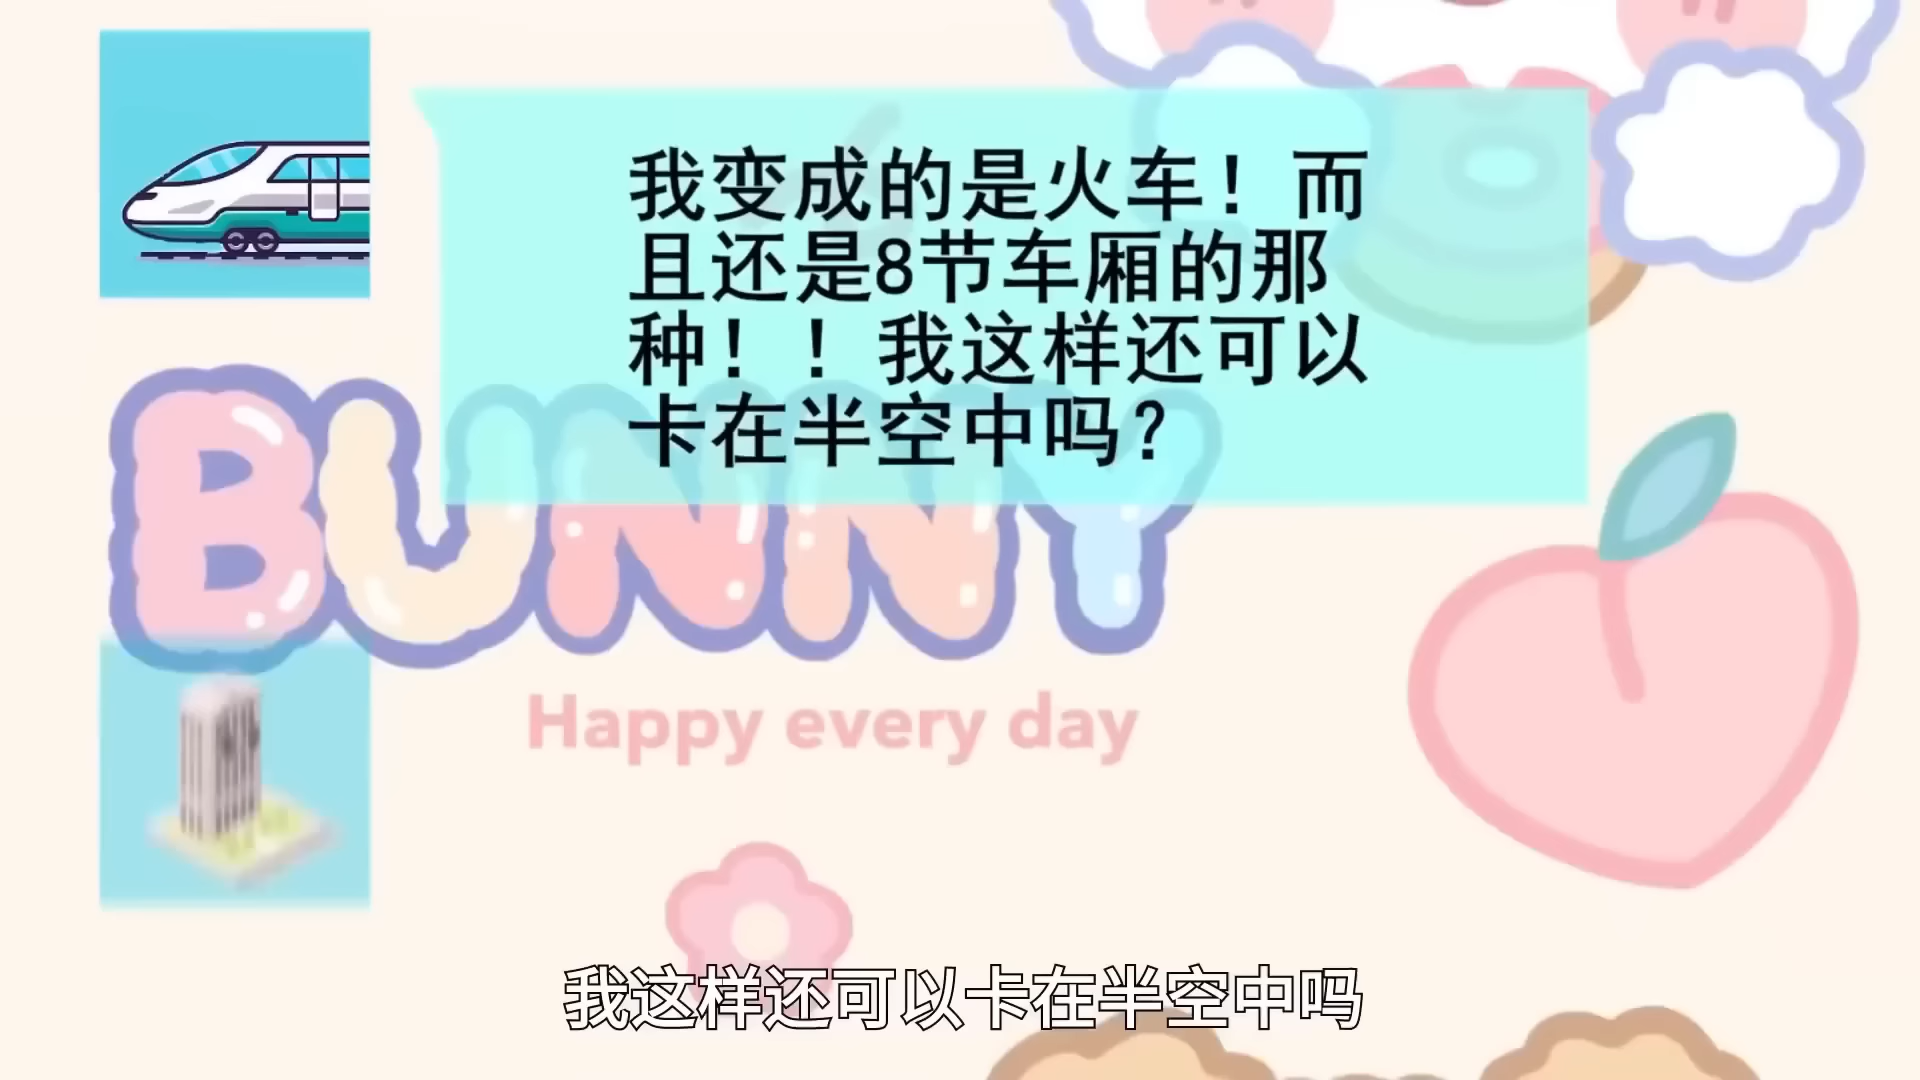 我变成的是火车！而
且还是8节车厢的那
种！！我这样还可以
卡在半空中吗？
BUNNY
Happy every day
我这样还可以卡在半空中吗